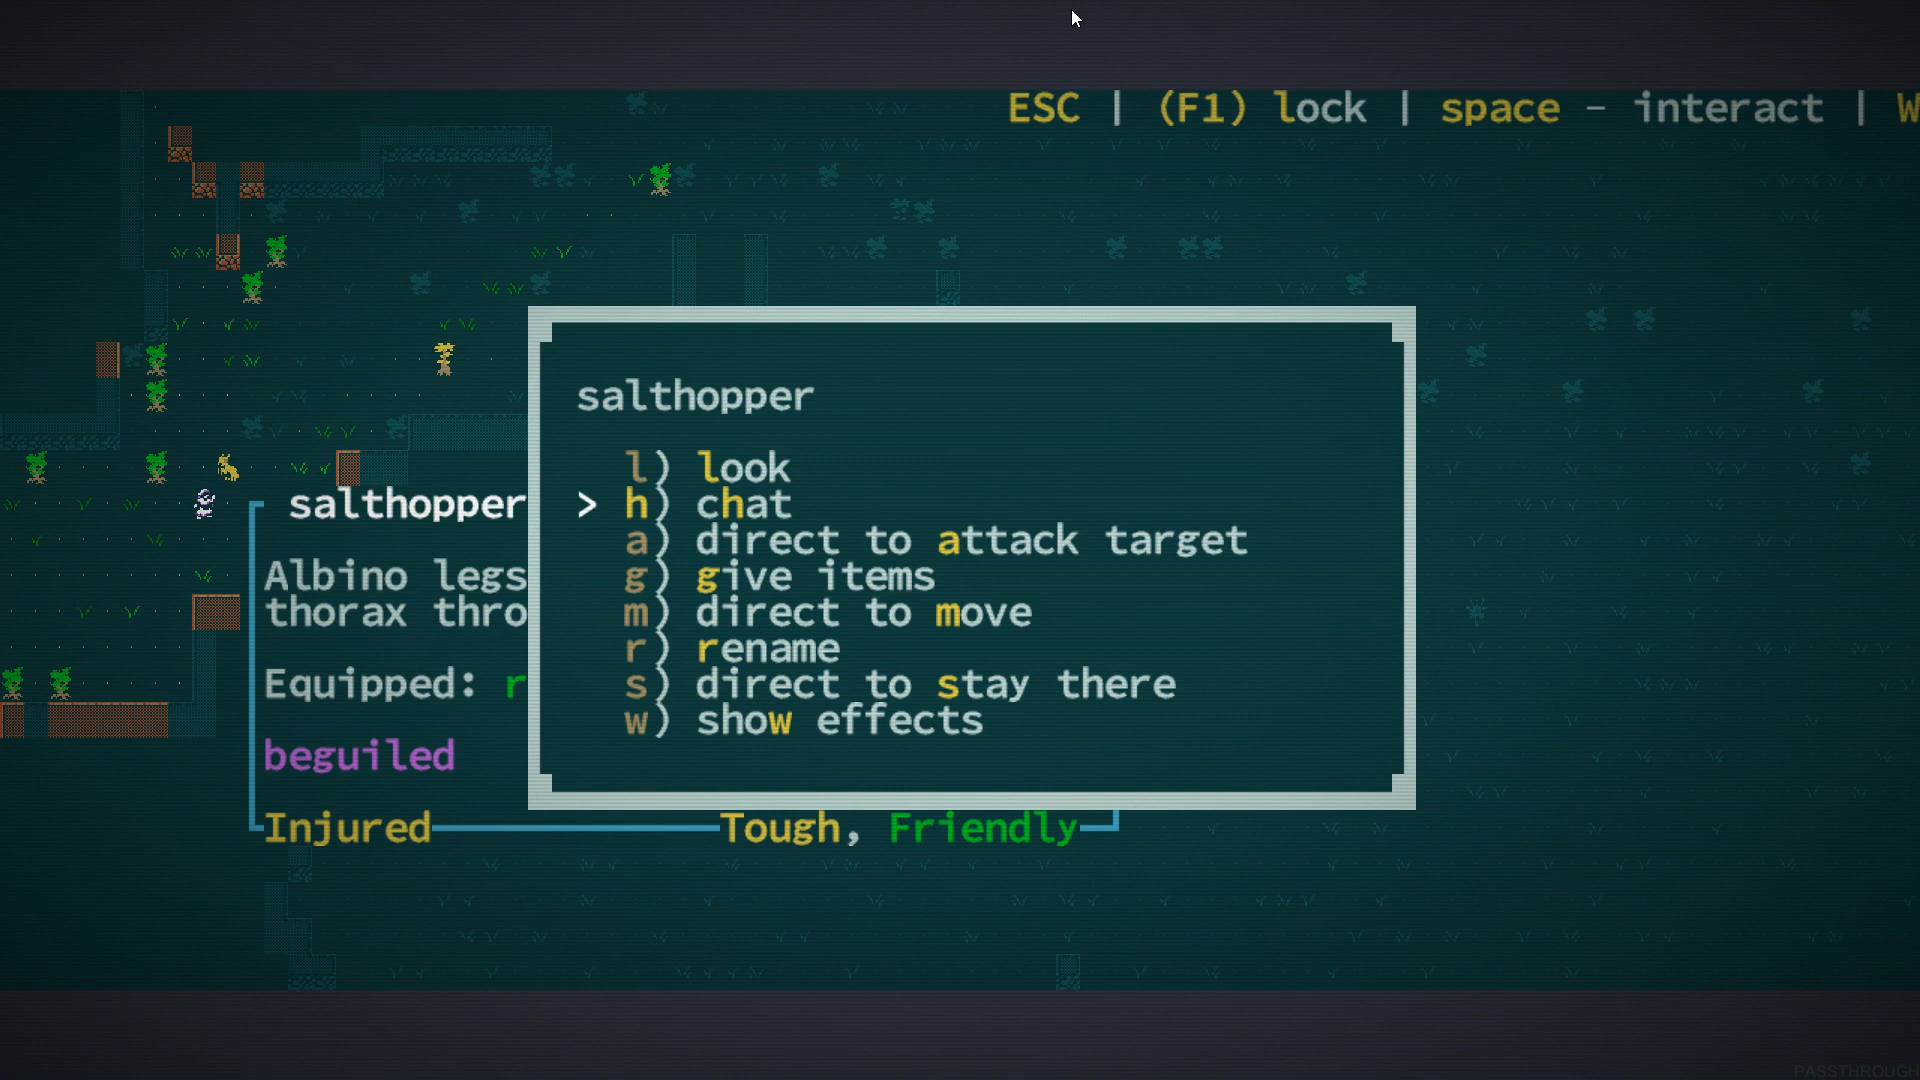 ESC | (F1) lock | space - interact | W
salthopper
l) look
> h) chat
a) direct to attack target
g) give items
m) direct to move
r) rename
s) direct to stay there
w) show effects
salthopper
Albino legs
thorax thro
Equipped: r
beguiled
Injured Tough, Friendly
PASSTHROUGH